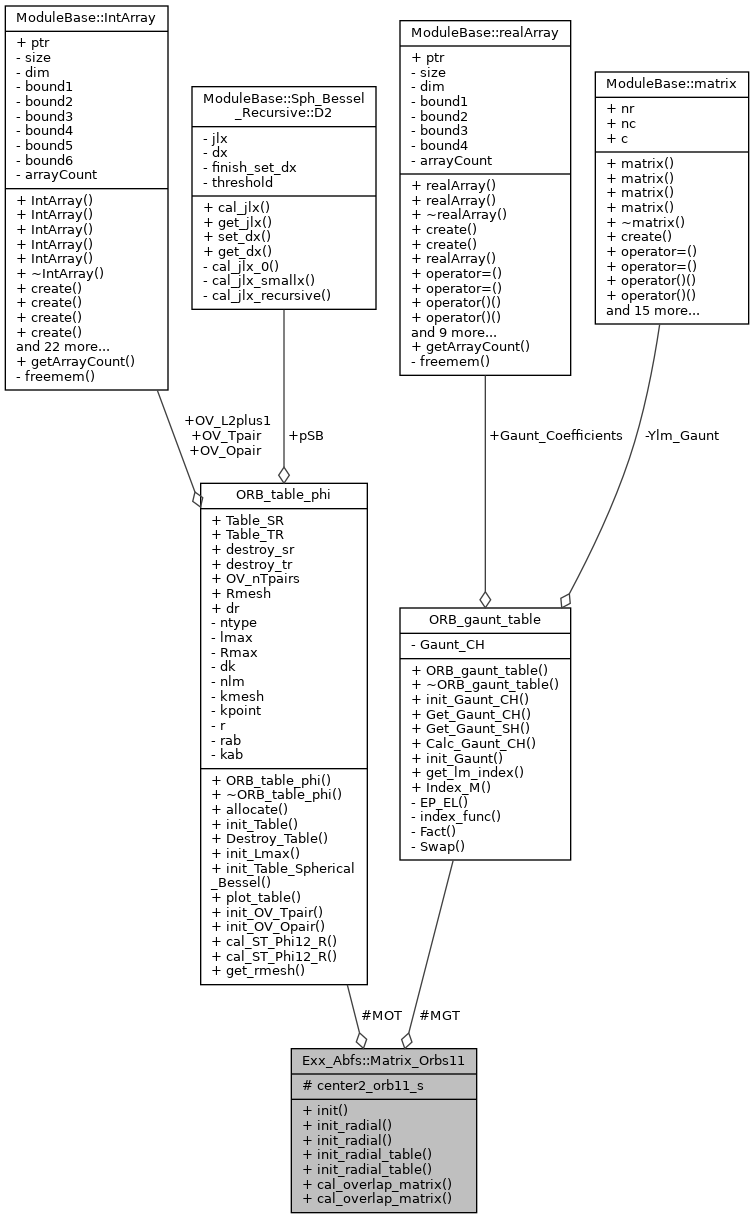 ModuleBase::IntArray
+ ptr
- size
- dim
- bound1
- bound2
- bound3
- bound4
- bound5
- bound6
- arrayCount
+ IntArray()
+ IntArray()
+ IntArray()
+ IntArray()
+ IntArray()
+ ~IntArray()
+ create()
+ create()
+ create()
+ create()
and 22 more...
+ getArrayCount()
- freemem()
ModuleBase::Sph_Bessel
_Recursive::D2
- jlx
- dx
- finish_set_dx
- threshold
+ cal_jlx()
+ get_jlx()
+ set_dx()
+ get_dx()
- cal_jlx_0()
- cal_jlx_smallx()
- cal_jlx_recursive()
ModuleBase::realArray
+ ptr
- size
- dim
- bound1
- bound2
- bound3
- bound4
- arrayCount
+ realArray()
+ realArray()
+ ~realArray()
+ create()
+ create()
+ realArray()
+ operator=()
+ operator=()
+ operator()()
+ operator()()
and 9 more...
+ getArrayCount()
- freemem()
ModuleBase::matrix
+ nr
+ nc
+ c
+ matrix()
+ matrix()
+ matrix()
+ matrix()
+ ~matrix()
+ create()
+ operator=()
+ operator=()
+ operator()()
+ operator()()
and 15 more...
+OV_L2plus1
+OV_Tpair
+OV_Opair
+pSB
+Gaunt_Coefficients
-Ylm_Gaunt
ORB_table_phi
+ Table_SR
+ Table_TR
+ destroy_sr
+ destroy_tr
+ OV_nTpairs
+ Rmesh
+ dr
- ntype
- lmax
- Rmax
- dk
- nlm
- kmesh
- kpoint
- r
- rab
- kab
+ ORB_table_phi()
+ ~ORB_table_phi()
+ allocate()
+ init_Table()
+ Destroy_Table()
+ init_Lmax()
+ init_Table_Spherical
_Bessel()
+ plot_table()
+ init_OV_Tpair()
+ init_OV_Opair()
+ cal_ST_Phi12_R()
+ cal_ST_Phi12_R()
+ get_rmesh()
ORB_gaunt_table
- Gaunt_CH
+ ORB_gaunt_table()
+ ~ORB_gaunt_table()
+ init_Gaunt_CH()
+ Get_Gaunt_CH()
+ Get_Gaunt_SH()
+ Calc_Gaunt_CH()
+ init_Gaunt()
+ get_lm_index()
+ Index_M()
- EP_EL()
- index_func()
- Fact()
- Swap()
#MOT
#MGT
Exx_Abfs::Matrix_Orbs11
# center2_orb11_s
+ init()
+ init_radial()
+ init_radial()
+ init_radial_table()
+ init_radial_table()
+ cal_overlap_matrix()
+ cal_overlap_matrix()